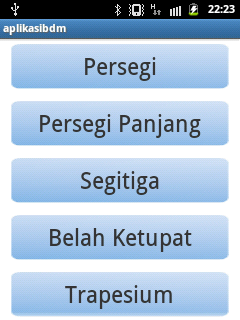 22:23
aplikasibdm
Persegi
Persegi Panjang
Segitiga
Belah Ketupat
Trapesium